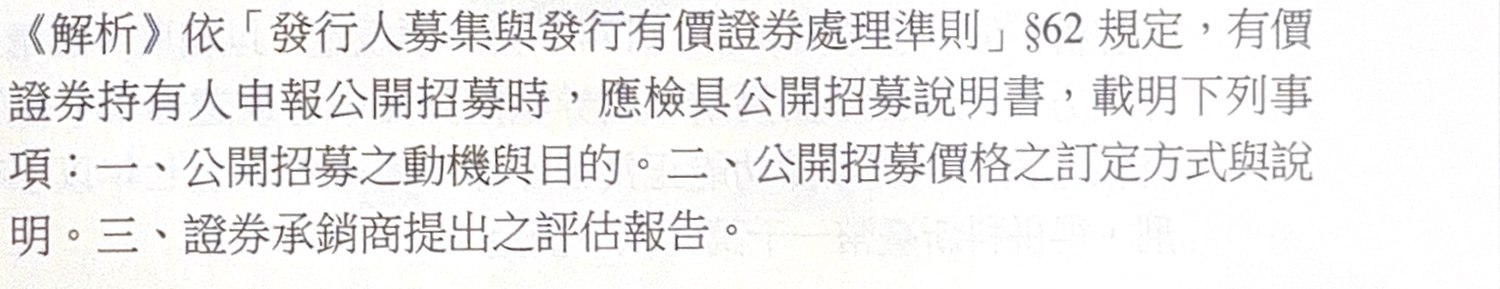 《解析》依「發行人募集與發行有價證券處理準則」§62 規定，有價
證券持有人申報公開招募時，應檢具公開招募說明書，載明下列事
項：一、公開招募之動機與目的。二、公開招募價格之訂定方式與說
明。三、證券承銷商提出之評估報告。